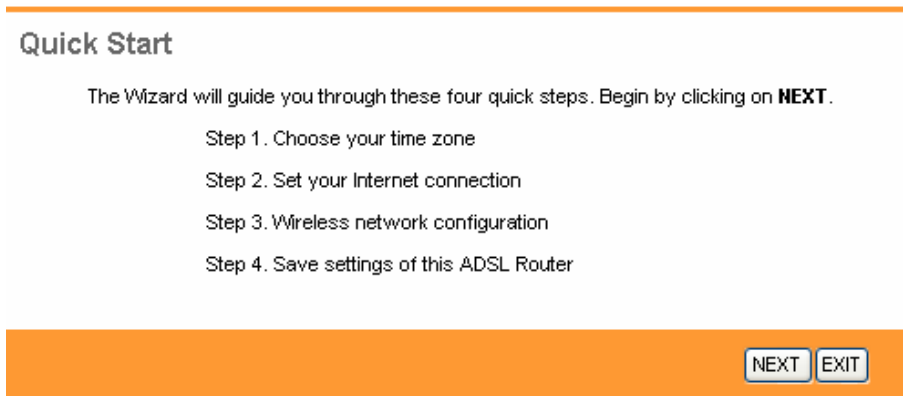 Quick Start
The Wizard will guide you through these four quick steps. Begin by clicking on NEXT.
Step 1. Choose your time zone
Step 2. Set your Internet connection
Step 3. Wireless network configuration
Step 4. Save settings of this ADSL Router
NEXT EXIT